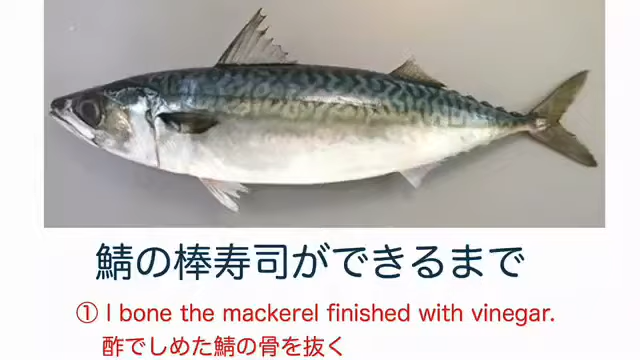 鯖の棒寿司ができるまで
① I bone the mackerel finished with vinegar.
酢でしめた鯖の骨を抜く